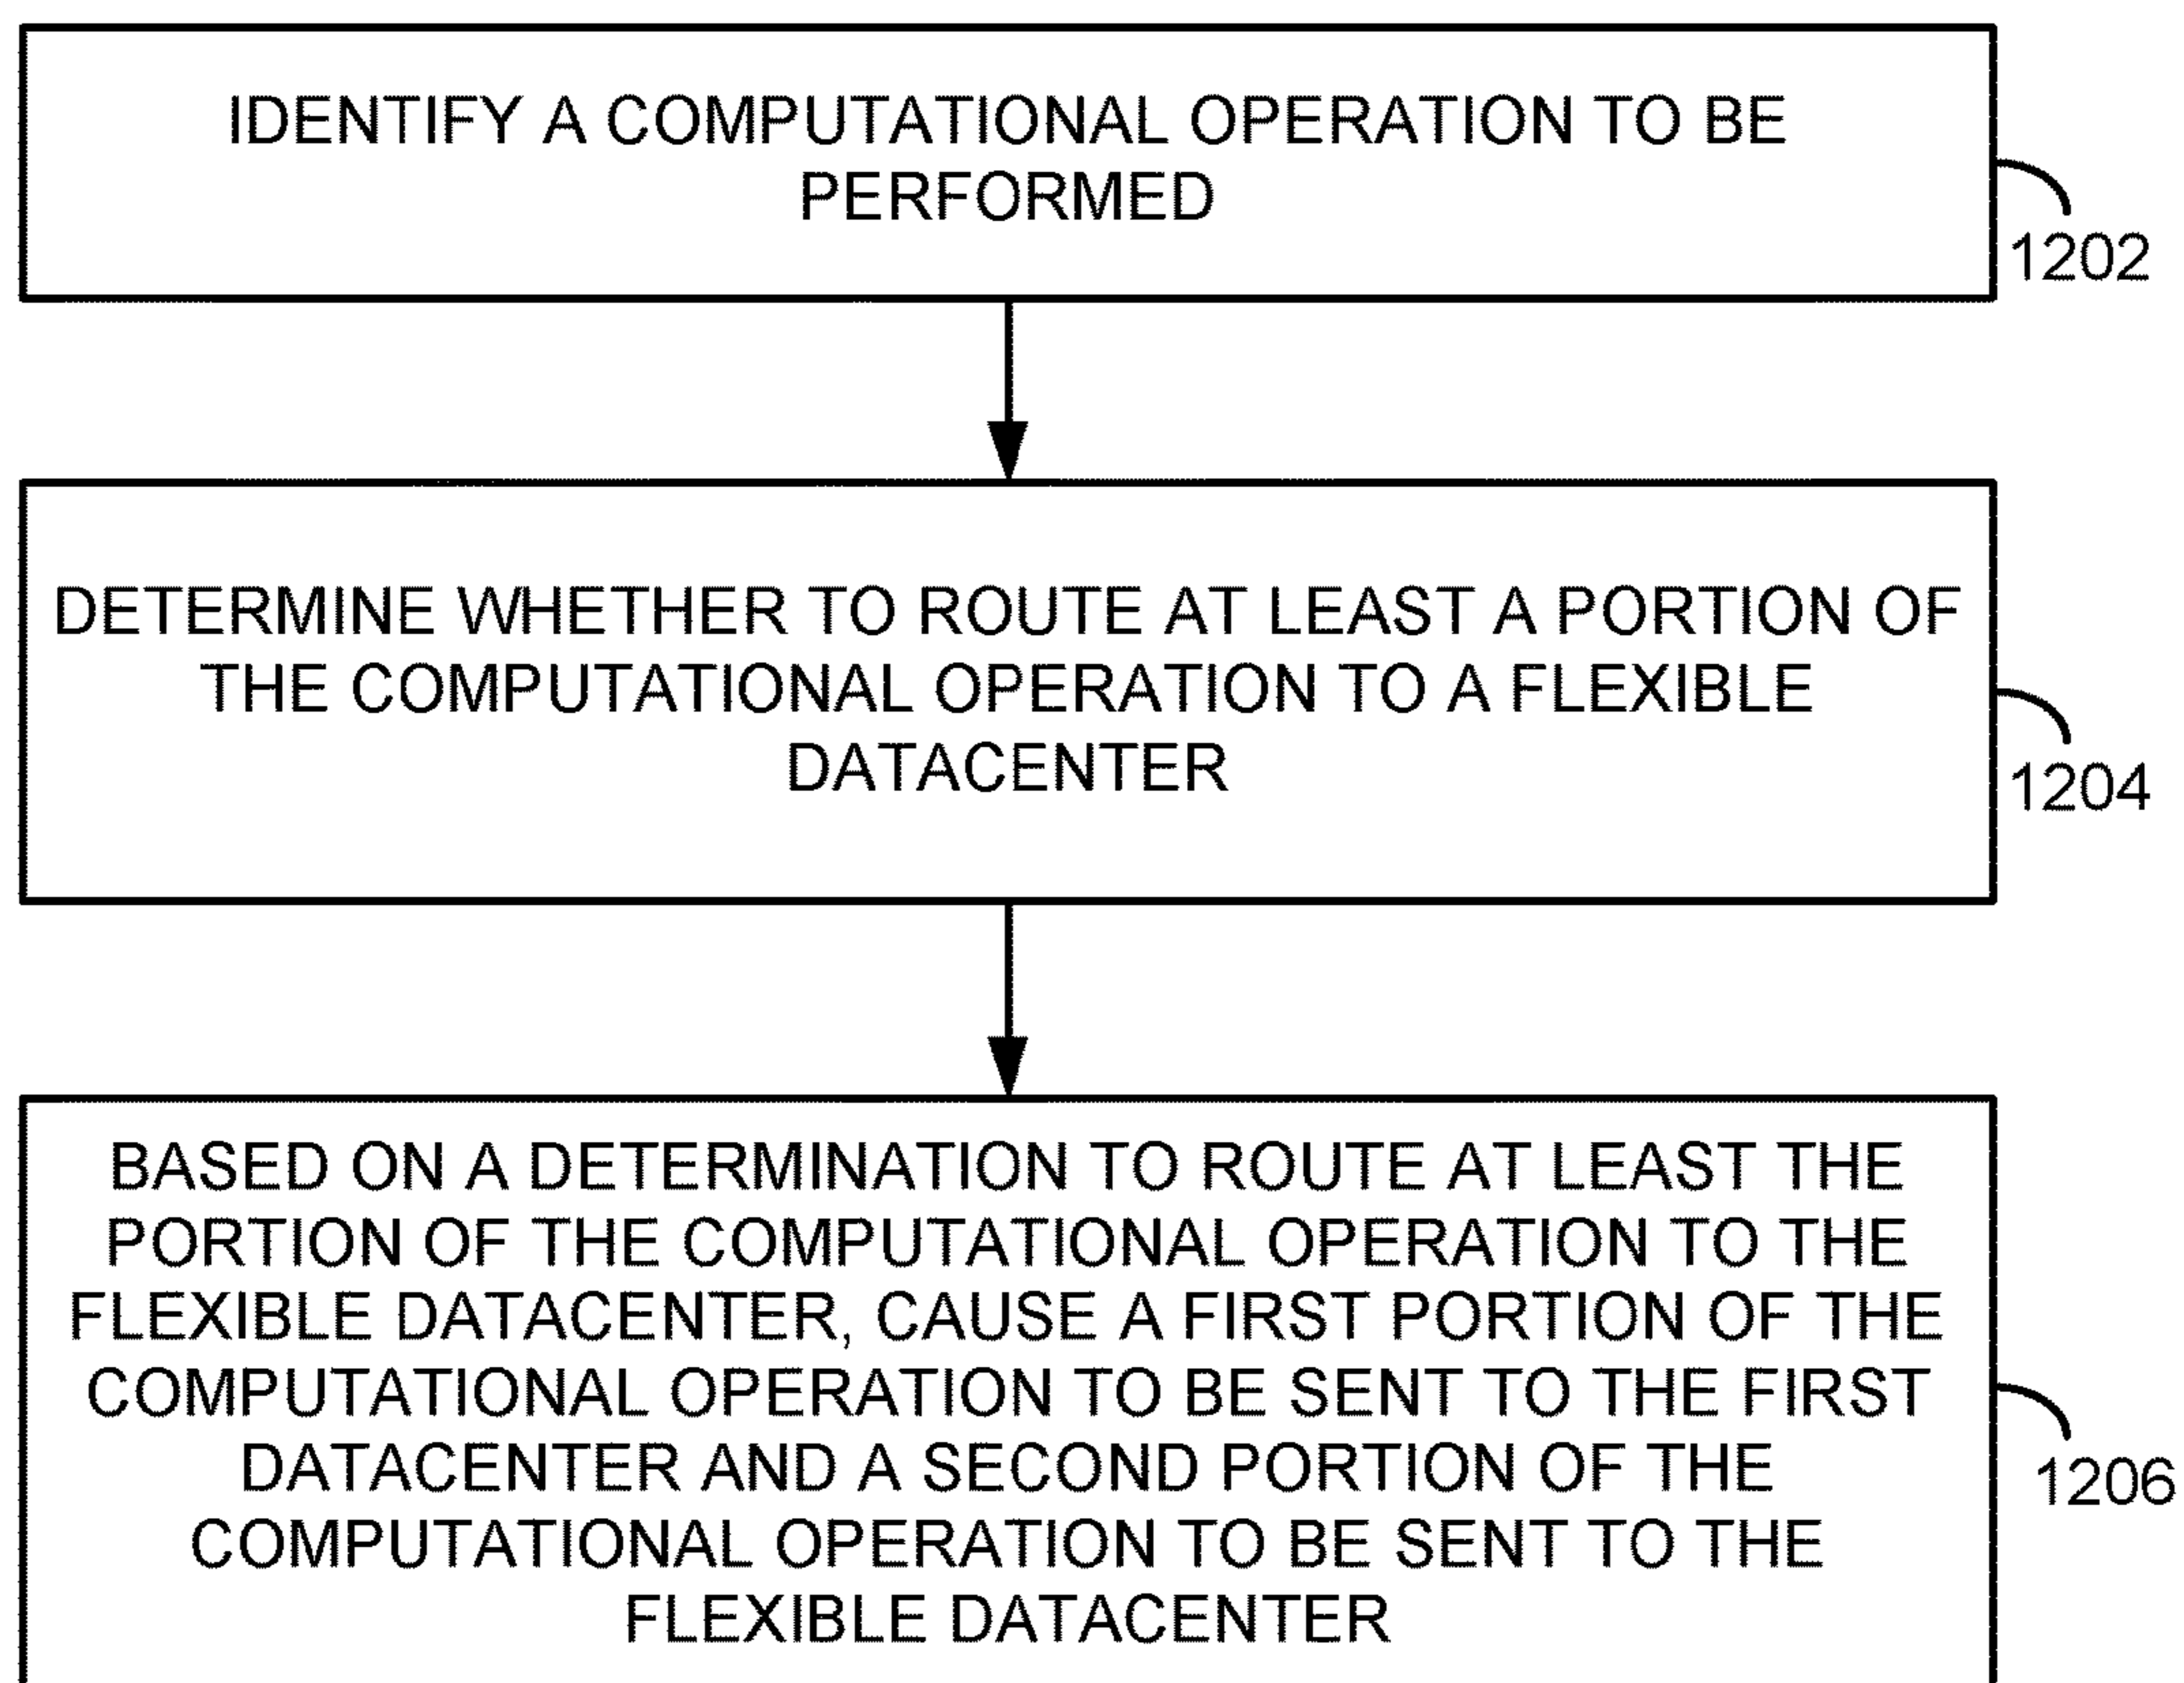 IDENTIFY A COMPUTATIONAL OPERATION TO BE
PERFORMED
1202
DETERMINE WHETHER TO ROUTE AT LEAST A PORTION OF
THE COMPUTATIONAL OPERATION TO A FLEXIBLE
DATACENTER
1204
BASED ON A DETERMINATION TO ROUTE AT LEAST THE
PORTION OF THE COMPUTATIONAL OPERATION TO THE
FLEXIBLE DATACENTER, CAUSE A FIRST PORTION OF THE
COMPUTATIONAL OPERATION TO BE SENT TO THE FIRST
DATACENTER AND A SECOND PORTION OF THE
COMPUTATIONAL OPERATION TO BE SENT TO THE
FLEXIBLE DATACENTER
1206